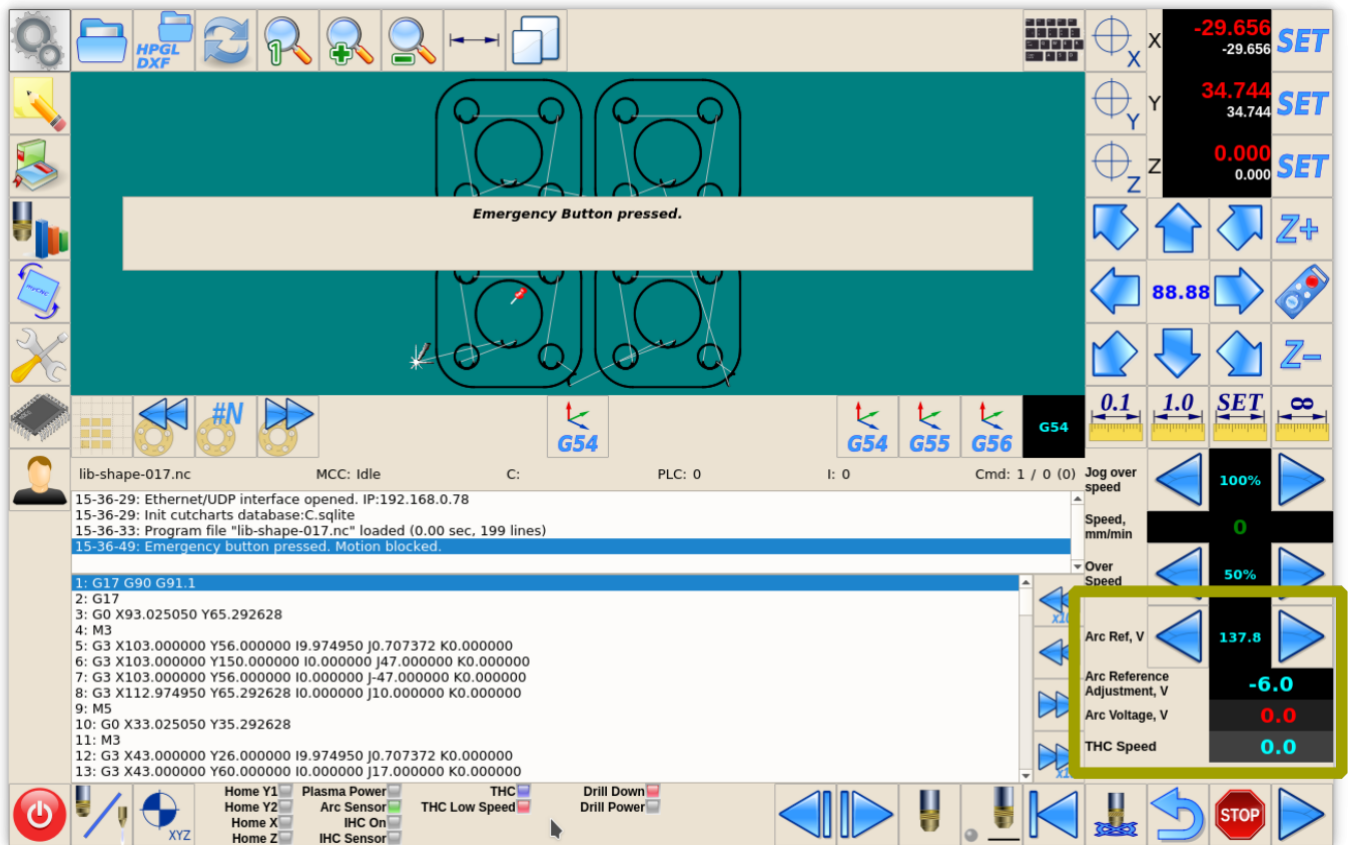 HPGL
DXF
1
X
X
-29.656
-29.656
SET
Y
Y
34.744
34.744
SET
Z
Z
0.000
0.000
SET
Emergency Button pressed.
Z+
myCNC
88.88
Z-
#N
G54
G54
G55
G56
G54
0.1
1.0
SET
∞
lib-shape-017.nc
MCC: Idle
C:
PLC: 0
I: 0
Cmd: 1 / 0 (0)
15-36-29: Ethernet/UDP interface opened. IP:192.168.0.78
15-36-29: Init cutcharts database:C.sqlite
15-36-33: Program file "lib-shape-017.nc" loaded (0.00 sec, 199 lines)
15-36-49: Emergency button pressed. Motion blocked.
Jog over
speed
100%
Speed,
mm/min
0
Over
Speed
50%
1: G17 G90 G91.1
2: G17
3: G0 X93.025050 Y65.292628
4: M3
5: G3 X103.000000 Y56.000000 I9.974950 J0.707372 K0.000000
6: G3 X103.000000 Y150.000000 I0.000000 J47.000000 K0.000000
7: G3 X103.000000 Y56.000000 I0.000000 J-47.000000 K0.000000
8: G3 X112.974950 Y65.292628 I0.000000 J10.000000 K0.000000
9: M5
10: G0 X33.025050 Y35.292628
11: M3
12: G3 X43.000000 Y26.000000 I9.974950 J0.707372 K0.000000
13: G3 X43.000000 Y60.000000 I0.000000 J17.000000 K0.000000
Arc Ref, V
137.8
Arc Reference
Adjustment, V
-6.0
Arc Voltage, V
0.0
THC Speed
0.0
XYZ
Home Y1
Home Y2
Home X
Home Z
Plasma Power
Arc Sensor
IHC On
IHC Sensor
THC
THC Low Speed
Drill Down
Drill Power
STOP